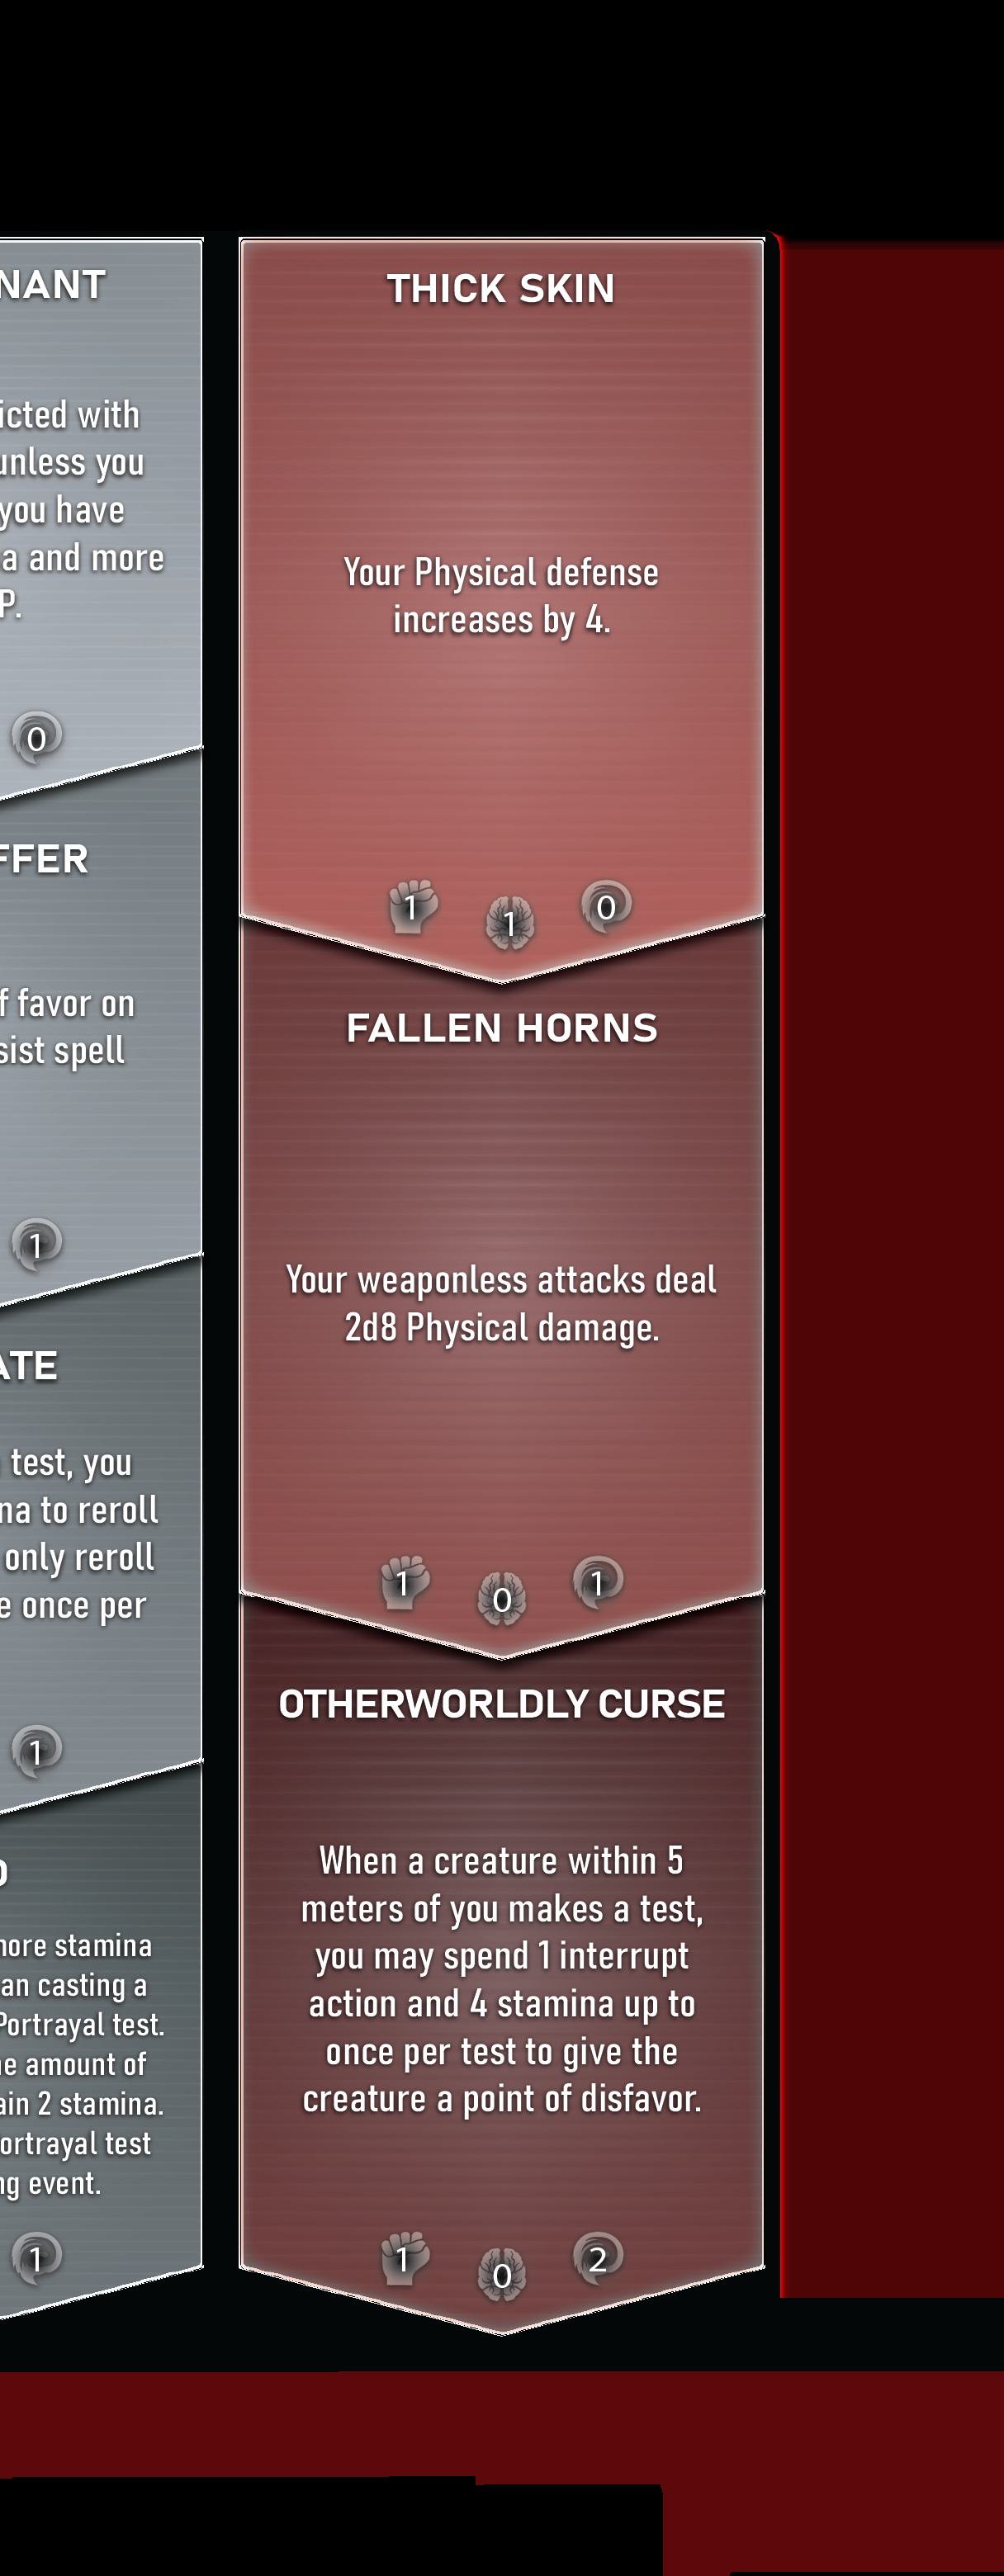 NANT
icted with
unless you
you have
a and more
P.
0
FFER
f favor on
sist spell
1
ATE
test, you
na to reroll
only reroll
e once per
1
D
nore stamina
an casting a
Portrayal test.
ne amount of
ain 2 stamina.
ortrayal test
ng event.
1
THICK SKIN
Your Physical defense
increases by 4.
1 1 0
FALLEN HORNS
Your weaponless attacks deal
2d8 Physical damage.
1 0 1
OTHERWORLDLY CURSE
When a creature within 5
meters of you makes a test,
you may spend 1 interrupt
action and 4 stamina up to
once per test to give the
creature a point of disfavor.
1 0 2